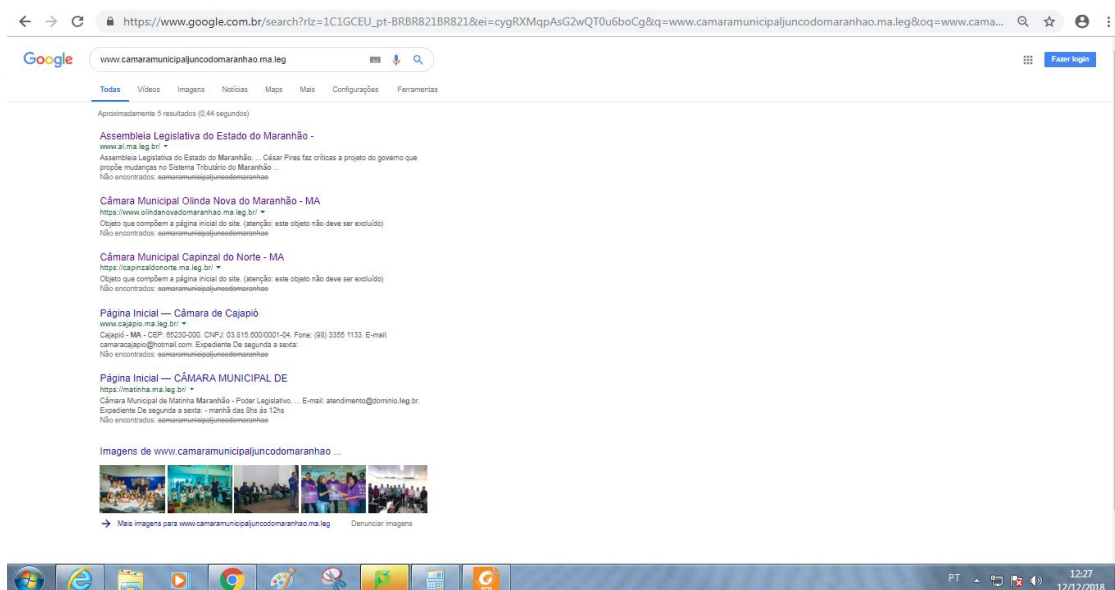 https://www.google.com.br/search?rlz=1C1GCEU_pt-BRBR821BR821&ei=cygRXMqpAsG2wQT0u6boCg&q=www.camaramunicipaljuncodomaranhao.ma.leg&oq=www.cama...
Google
www.camaramunicipaljuncodomaranhao.ma.leg
Fazer login
Todas Vídeos Imagens Notícias Maps Mais Configurações Ferramentas
Aproximadamente 5 resultados (0,44 segundos)
Assembleia Legislativa do Estado do Maranhão -
www.al.ma.leg.br/
Assembleia Legislativa do Estado do Maranhão. ... César Pires faz críticas a projeto do governo que
propõe mudanças no Sistema Tributário do Maranhão ...
Não encontrados: camaramunicipaljuncodomaranhao
Câmara Municipal Olinda Nova do Maranhão - MA
https://www.olindanovadomaranhao.ma.leg.br/
Objeto que compõem a página inicial do site. (atenção: este objeto não deve ser excluído)
Não encontrados: camaramunicipaljuncodomaranhao
Câmara Municipal Capinzal do Norte - MA
https://capinzaldonorte.ma.leg.br/
Objeto que compõem a página inicial do site. (atenção: este objeto não deve ser excluído)
Não encontrados: camaramunicipaljuncodomaranhao
Página Inicial — Câmara de Cajapió
www.cajapio.ma.leg.br/
Cajapió - MA - CEP: 65230-000. CNPJ: 03.815.600/0001-04. Fone: (98) 3355 1133. E-mail:
camaracajapio@hotmail.com. Expediente De segunda a sexta:
Não encontrados: camaramunicipaljuncodomaranhao
Página Inicial — CÂMARA MUNICIPAL DE
https://matinha.ma.leg.br/
Câmara Municipal de Matinha Maranhão - Poder Legislativo. ... E-mail: atendimento@dominio.leg.br.
Expediente De segunda a sexta: - manhã das 8hs ás 12hs
Não encontrados: camaramunicipaljuncodomaranhao
Imagens de www.camaramunicipaljuncodomaranhao ...
Mais imagens para www.camaramunicipaljuncodomaranhao.ma.leg Denunciar imagens
PT
12:27
12/12/2018